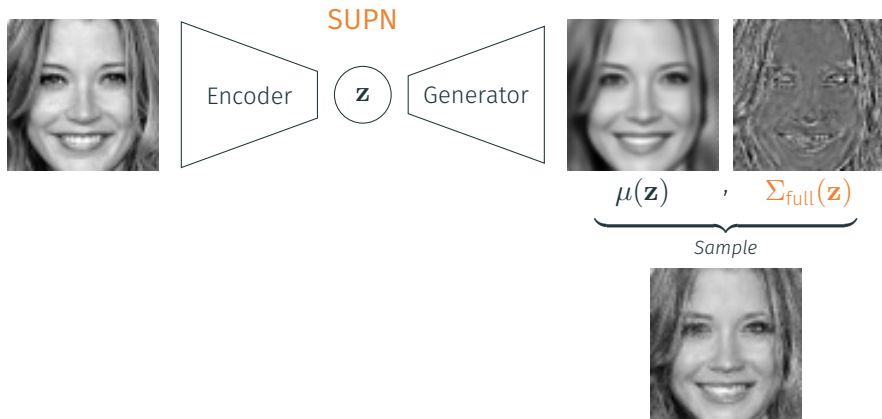 SUPN
Encoder
z
Generator
μ(z) , Σfull(z)
Sample